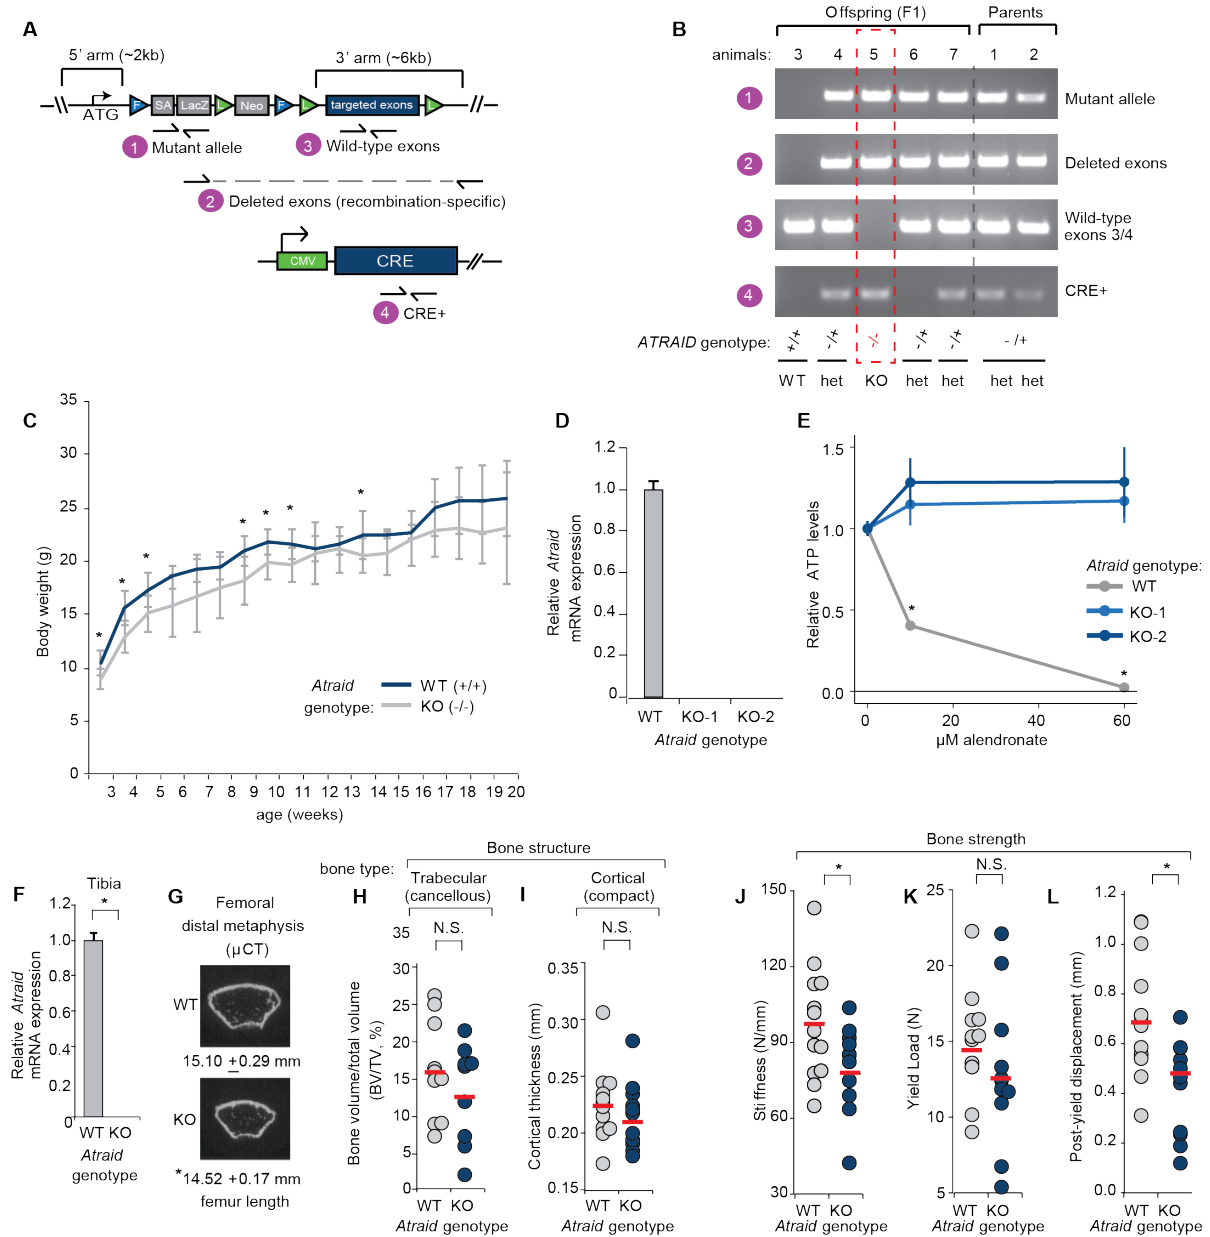 A
5’ arm (~2kb)
3’ arm (~6kb)
ATG
F
SA
LacZ
L
Neo
F
L
targeted exons
L
1 Mutant allele
3 Wild-type exons
2 Deleted exons (recombination-specific)
CMV
CRE
4 CRE+
B
Offspring (F1)
Parents
animals: 3 4 5 6 7 1 2
1 Mutant allele
2 Deleted exons
3 Wild-type
exons 3/4
4 CRE+
ATRAID genotype: +/+ -/+ -/- -/+ -/+ - /+
WT het KO het het het het
C
Body weight (g)
35
30
25
20
15
10
5
0
* * * * * * *
Atraid
genotype:
WT (+/+)
KO (-/-)
3 4 5 6 7 8 9 10 11 12 13 14 15 16 17 18 19 20
age (weeks)
D
Relative Atraid
mRNA expression
1.2
1.0
0.8
0.6
0.4
0.2
0
WT KO-1 KO-2
Atraid genotype
E
Relative ATP levels
1.5
1.0
0.5
0.0
*
*
Atraid genotype:
WT
KO-1
KO-2
0 20 40 60
µM alendronate
F
Tibia
*
Relative Atraid
mRNA expression
1.2
1.0
0.8
0.6
0.4
0.2
0
WT KO
Atraid
genotype
G
Femoral
distal metaphysis
(µCT)
WT
15.10 +0.29 mm
KO
*14.52 +0.17 mm
femur length
bone type:
Bone structure
H
Trabecular
(cancellous)
N.S.
Bone volume/total volume
(BV/TV, %)
35
30
25
20
15
10
5
0
WT KO
Atraid genotype
I
Cortical
(compact)
N.S.
Cortical thickness (mm)
0.35
0.30
0.25
0.20
0.15
WT KO
Atraid genotype
Bone strength
J
*
Stiffness (N/mm)
150
120
90
60
30
WT KO
Atraid genotype
K
N.S.
Yield Load (N)
25
20
15
10
5
WT KO
Atraid genotype
L
*
Post-yield displacement (mm)
1.2
1.0
0.8
0.6
0.4
0.2
0.0
WT KO
Atraid genotype